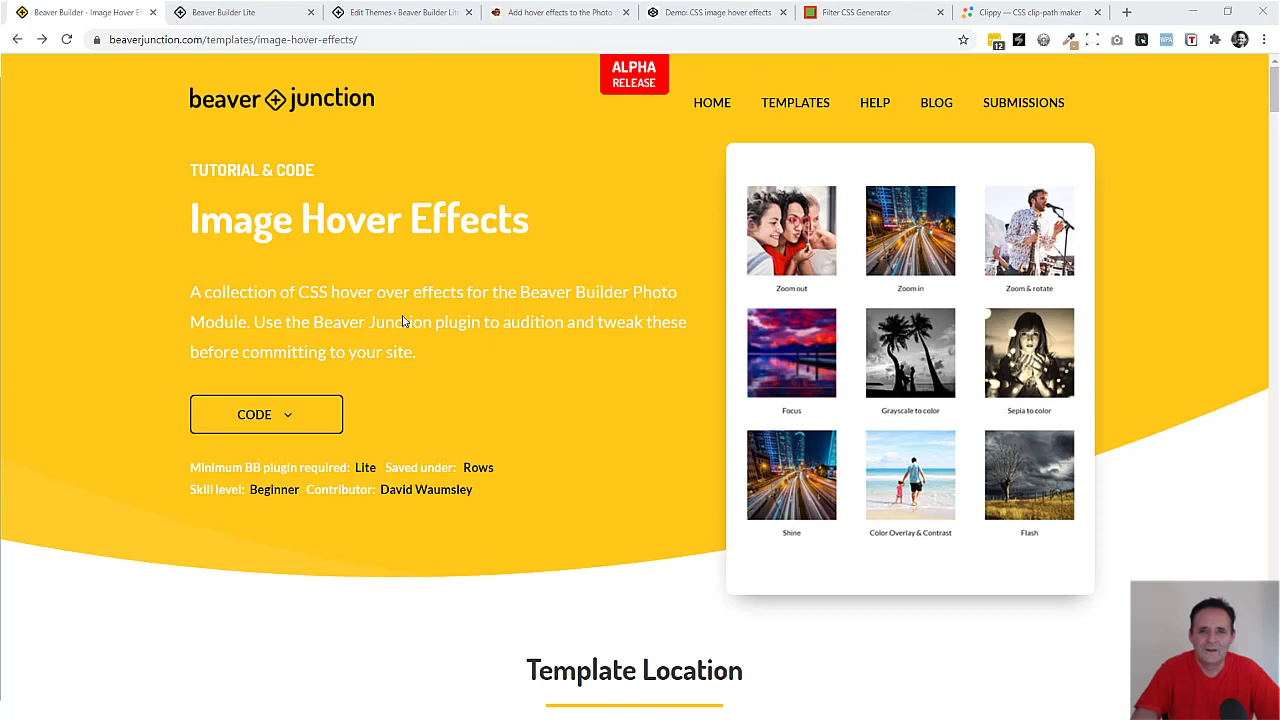 Beaver Builder - Image Hover Ef
Beaver Builder Lite
Edit Themes ‹ Beaver Builder Lite
Add hover effects to the Photo
Demo: CSS image hover effects
Filter CSS Generator
Clippy — CSS clip-path maker
beaverjunction.com/templates/image-hover-effects/
12
WPA
T
ALPHA
RELEASE
beaver junction
HOME
TEMPLATES
HELP
BLOG
SUBMISSIONS
TUTORIAL & CODE
Image Hover Effects
A collection of CSS hover over effects for the Beaver Builder Photo
Module. Use the Beaver Junction plugin to audition and tweak these
before committing to your site.
CODE
Minimum BB plugin required: Lite Saved under: Rows
Skill level: Beginner Contributor: David Waumsley
Zoom out
Zoom in
Zoom & rotate
Focus
Grayscale to color
Sepia to color
Shine
Color Overlay & Contrast
Flash
Template Location